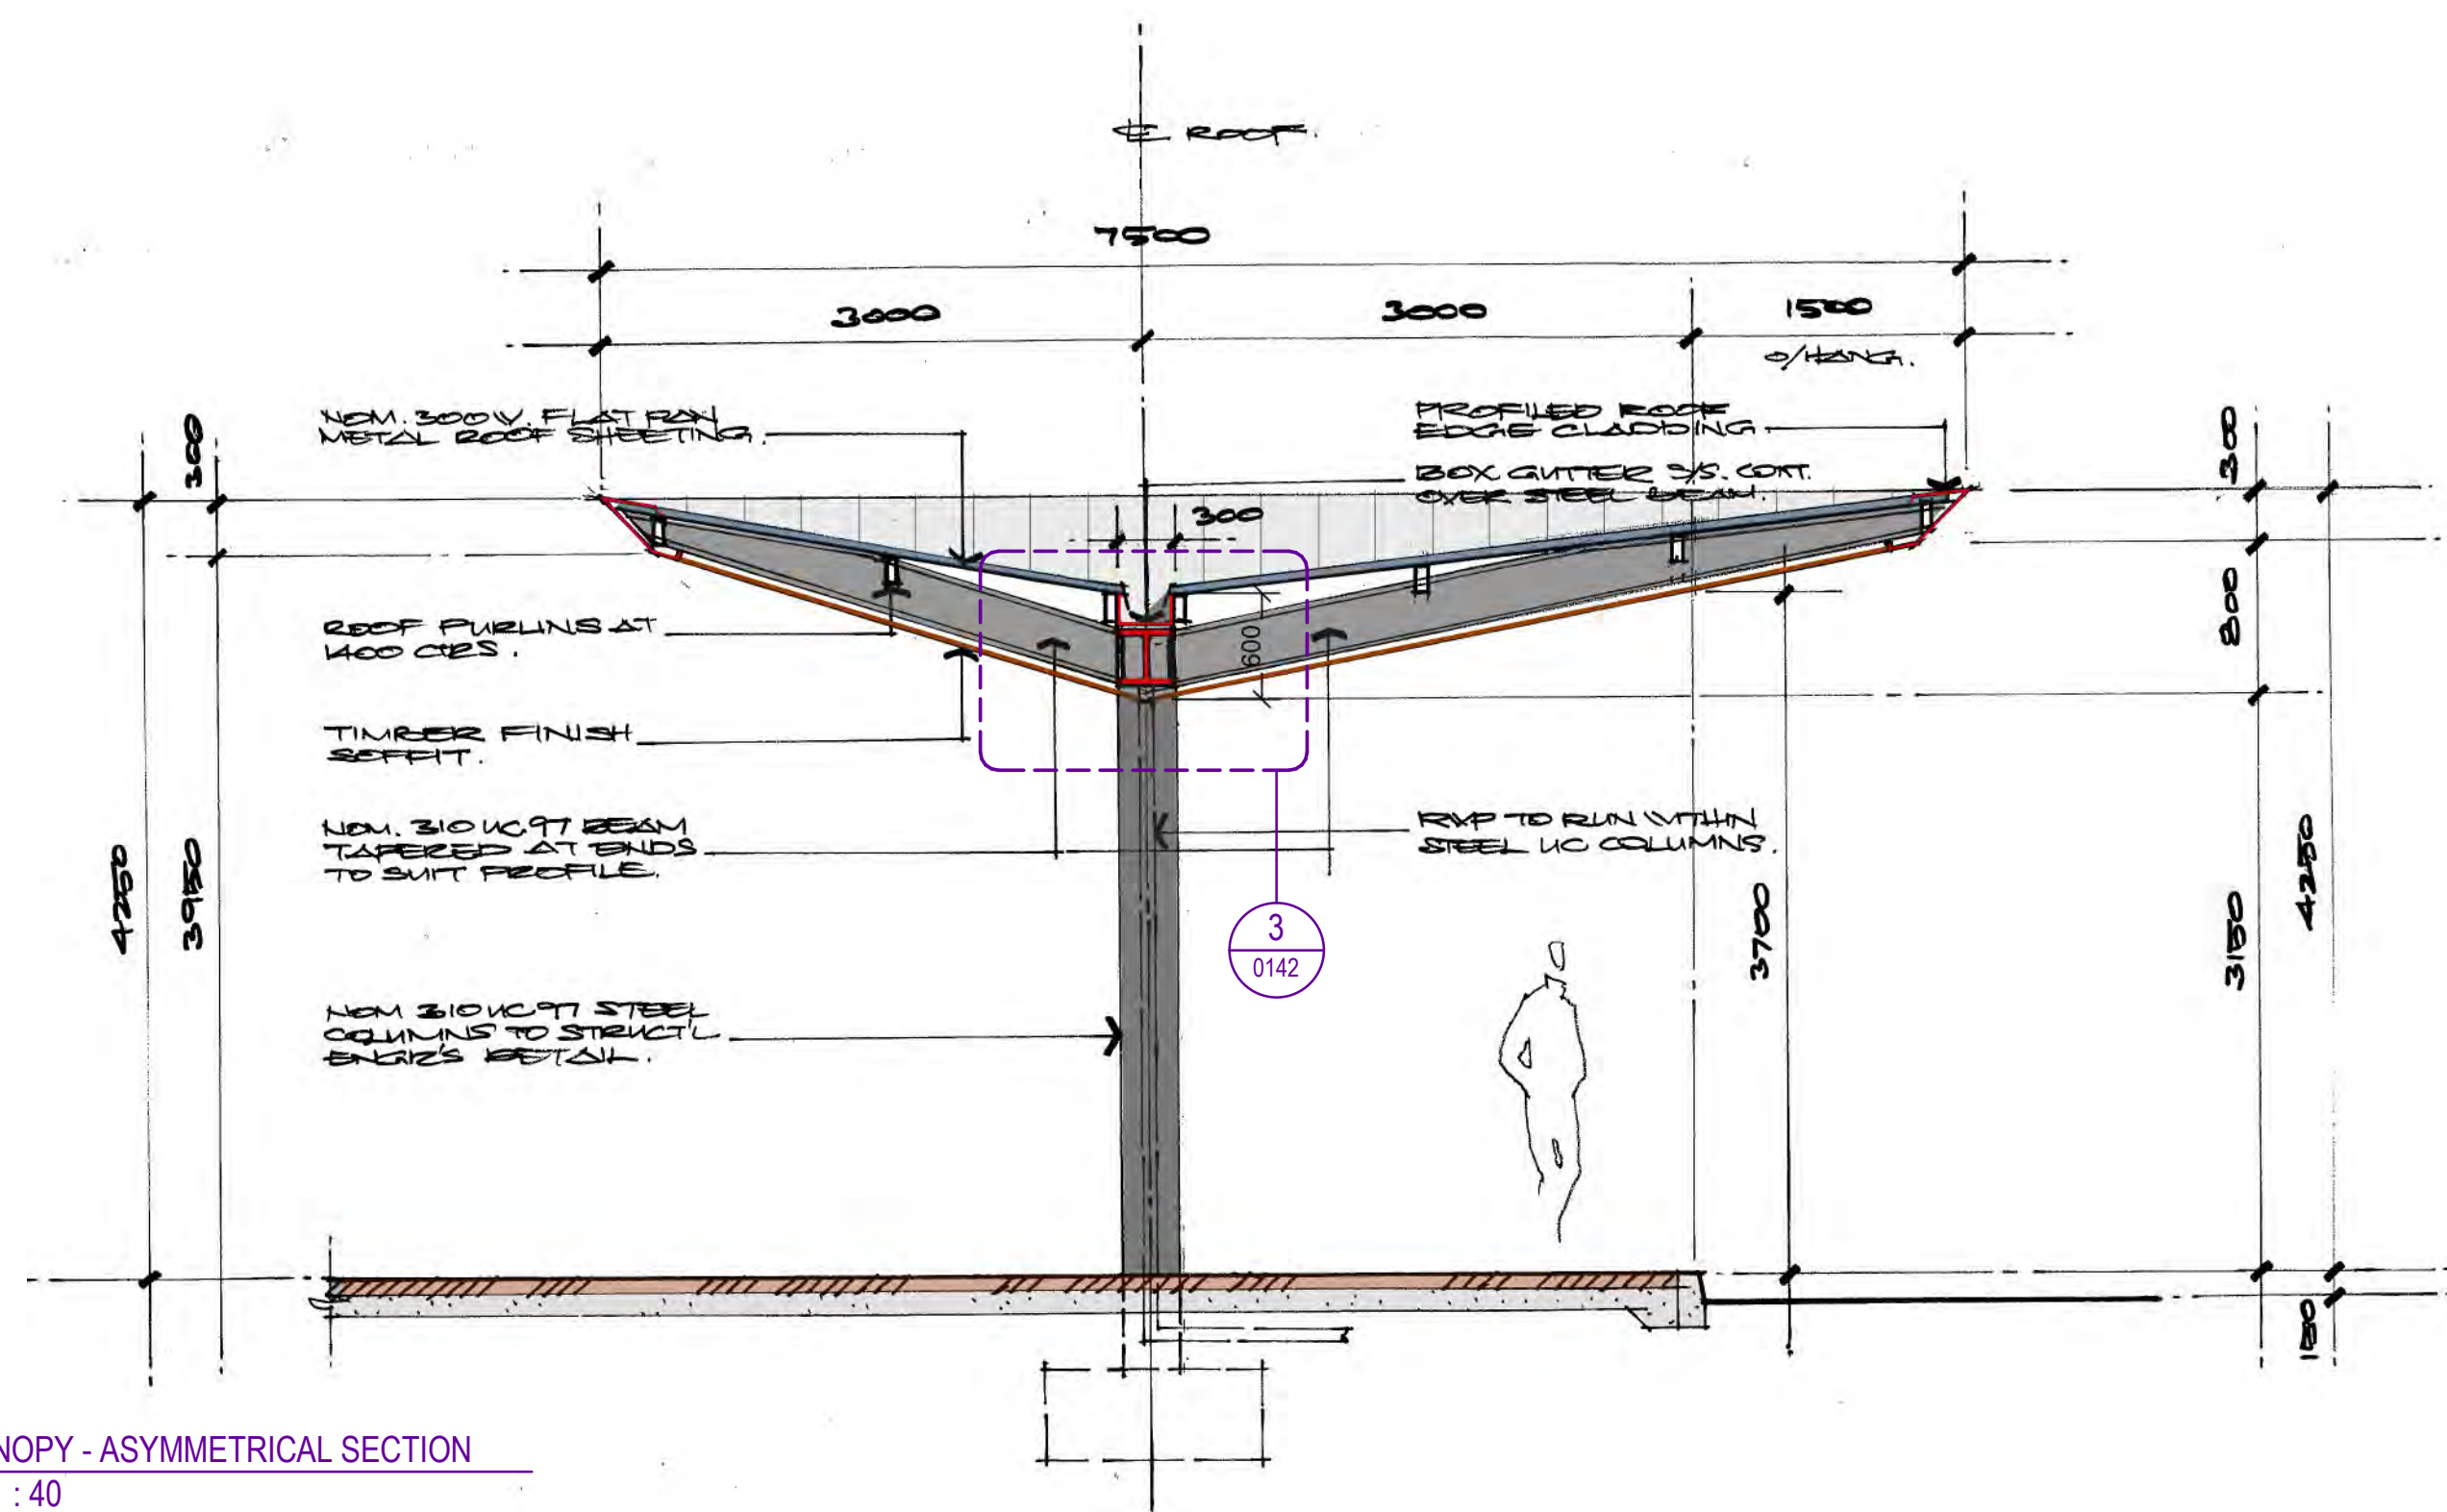 ℄ ROOF.
7500
3000
3000
1500
O/HANG.
NOM. 300W. FLAT PAN
METAL ROOF SHEETING.
PROFILED ROOF
EDGE CLADDING
BOX GUTTER S/S. CONT.
OVER STEEL BEAM.
300
300
300
800
600
ROOF PURLINS AT
1400 CTRS.
TIMBER FINISH
SOFFIT.
NOM. 310 UC 97 BEAM
TAPERED AT ENDS
TO SUIT PROFILE.
RWP TO RUN WITHIN
STEEL UC COLUMNS.
4250
3950
3700
3150
4250
3
0142
NOM 310 UC 97 STEEL
COLUMNS TO STRUCT'L
ENGR'S DETAIL.
150
NOPY - ASYMMETRICAL SECTION
: 40